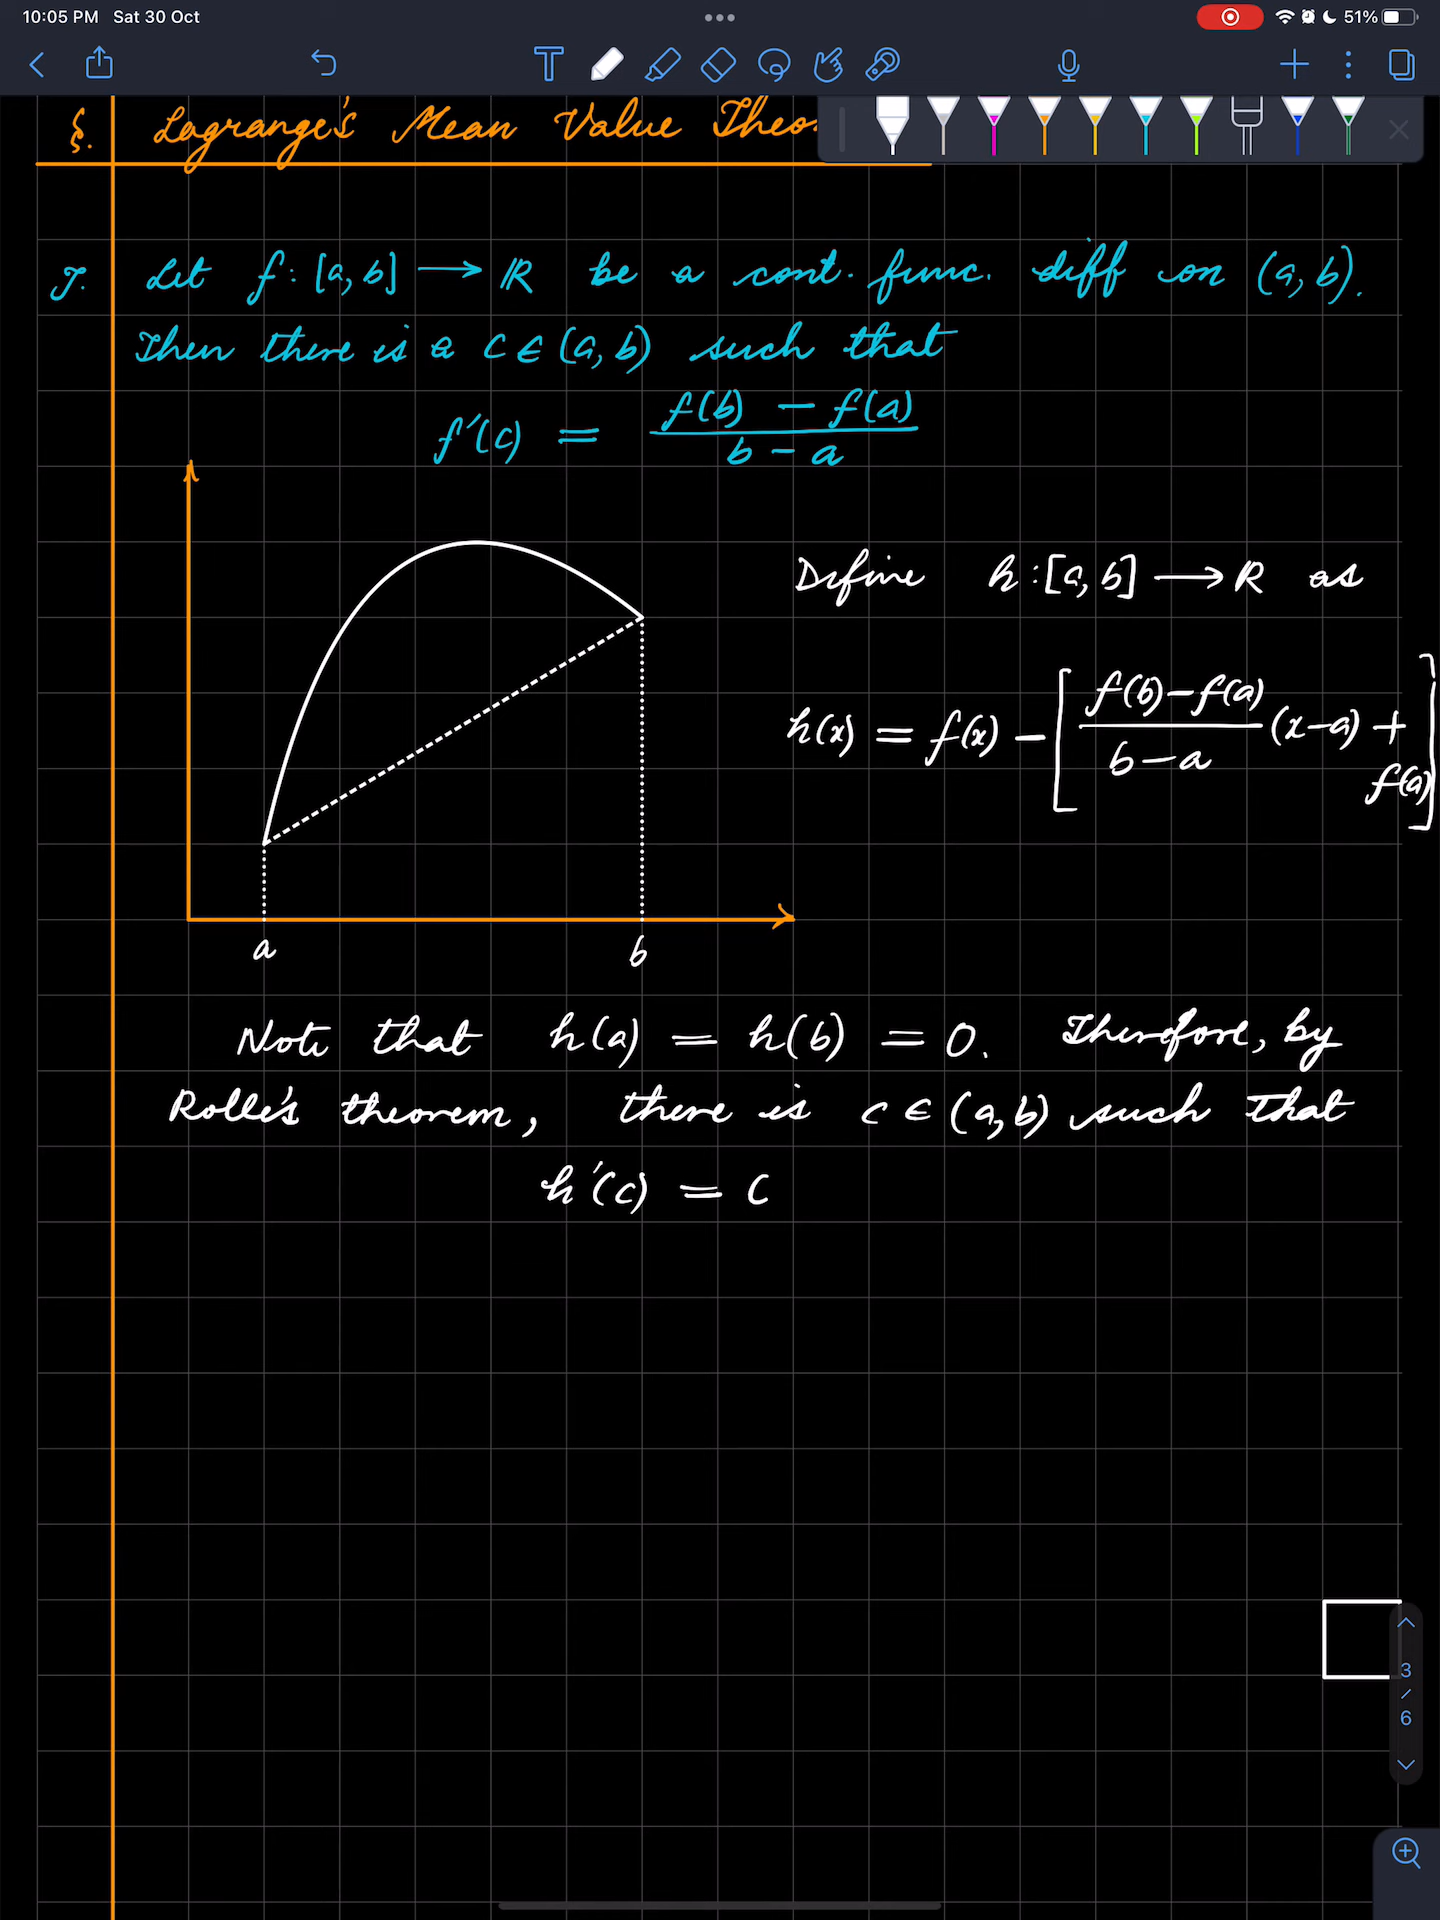 10:05 PM Sat 30 Oct 51%
§. Lagrange's Mean Value Theo
T. Let f: [a, b] → ℝ be a cont. func. diff on (a, b).
Then there is a c ∈ (a, b) such that
f'(c) = f(b) - f(a) / b - a
Define h: [a, b] → ℝ as
h(x) = f(x) - [ f(b) - f(a) / b - a (x - a) +
f(a) ]
a b
Note that h(a) = h(b) = 0. Therefore, by
Rolle's theorem, there is c ∈ (a, b) such that
h'(c) = C
3
/
6